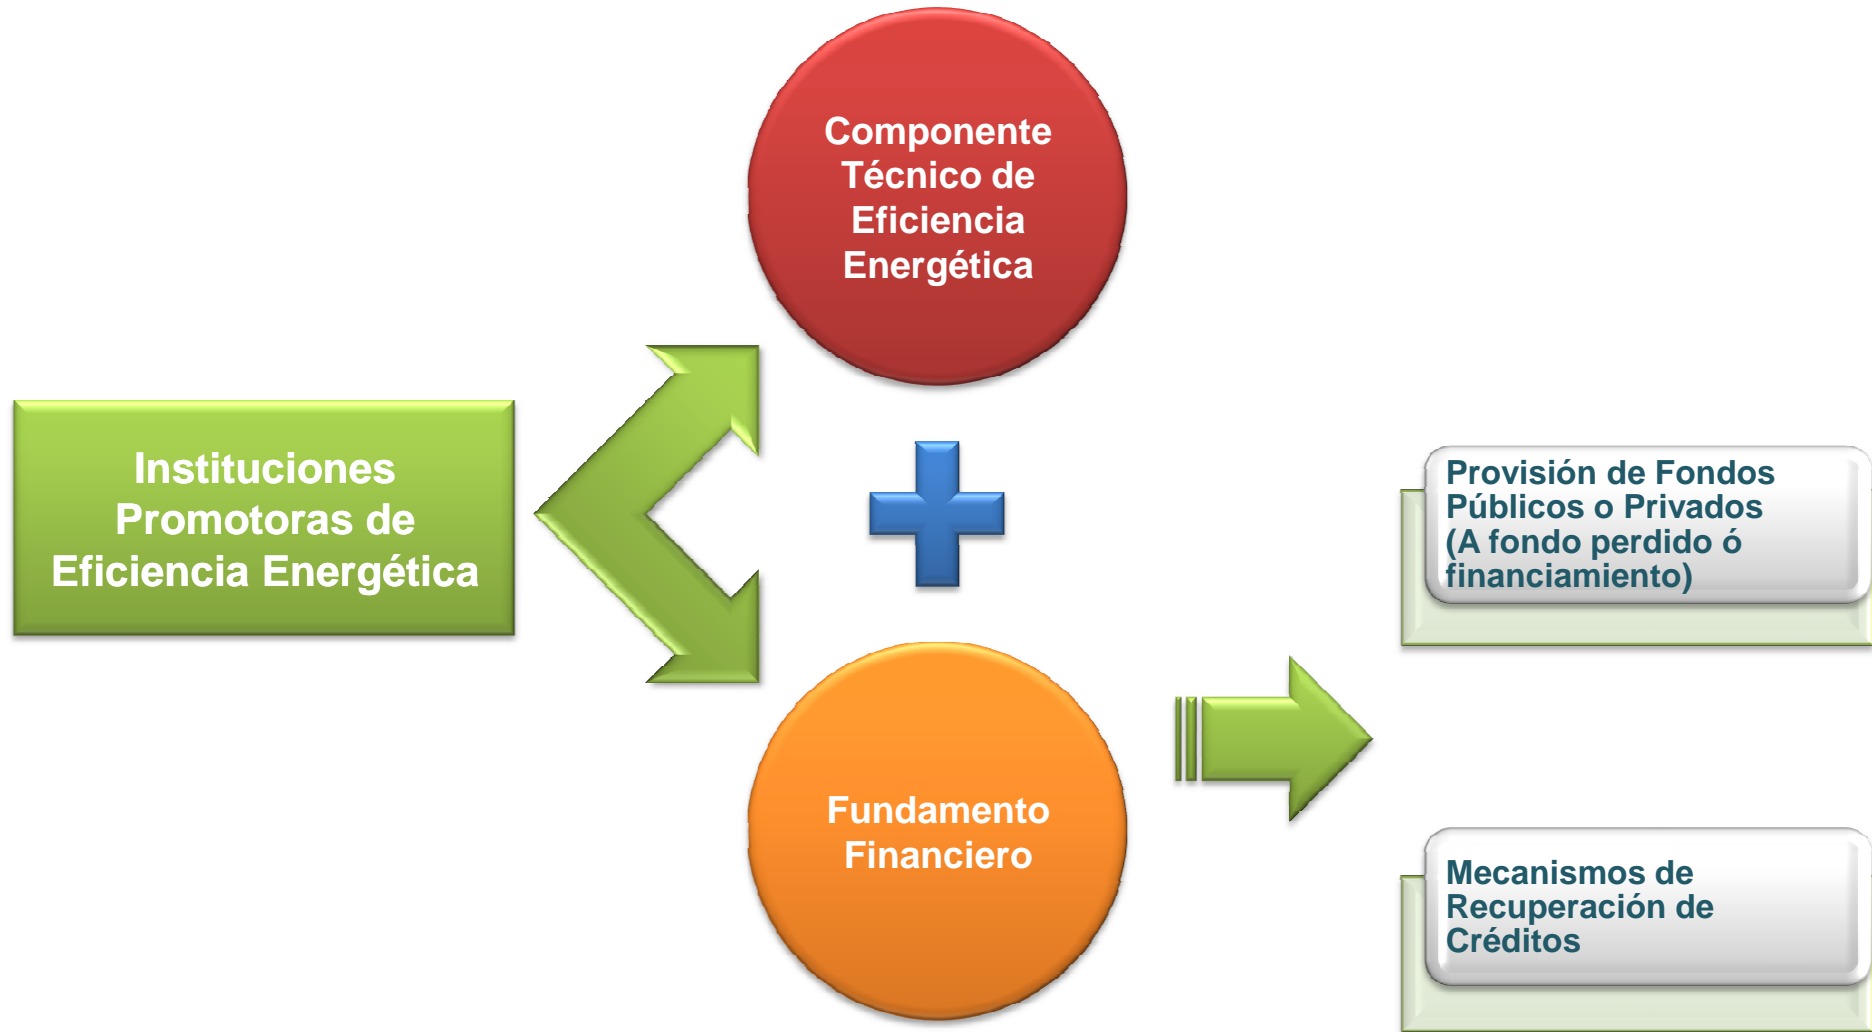 Componente
Técnico de
Eficiencia
Energética
Instituciones
Promotoras de
Eficiencia Energética
Provisión de Fondos
Públicos o Privados
(A fondo perdido ó
financiamiento)
Fundamento
Financiero
Mecanismos de
Recuperación de
Créditos